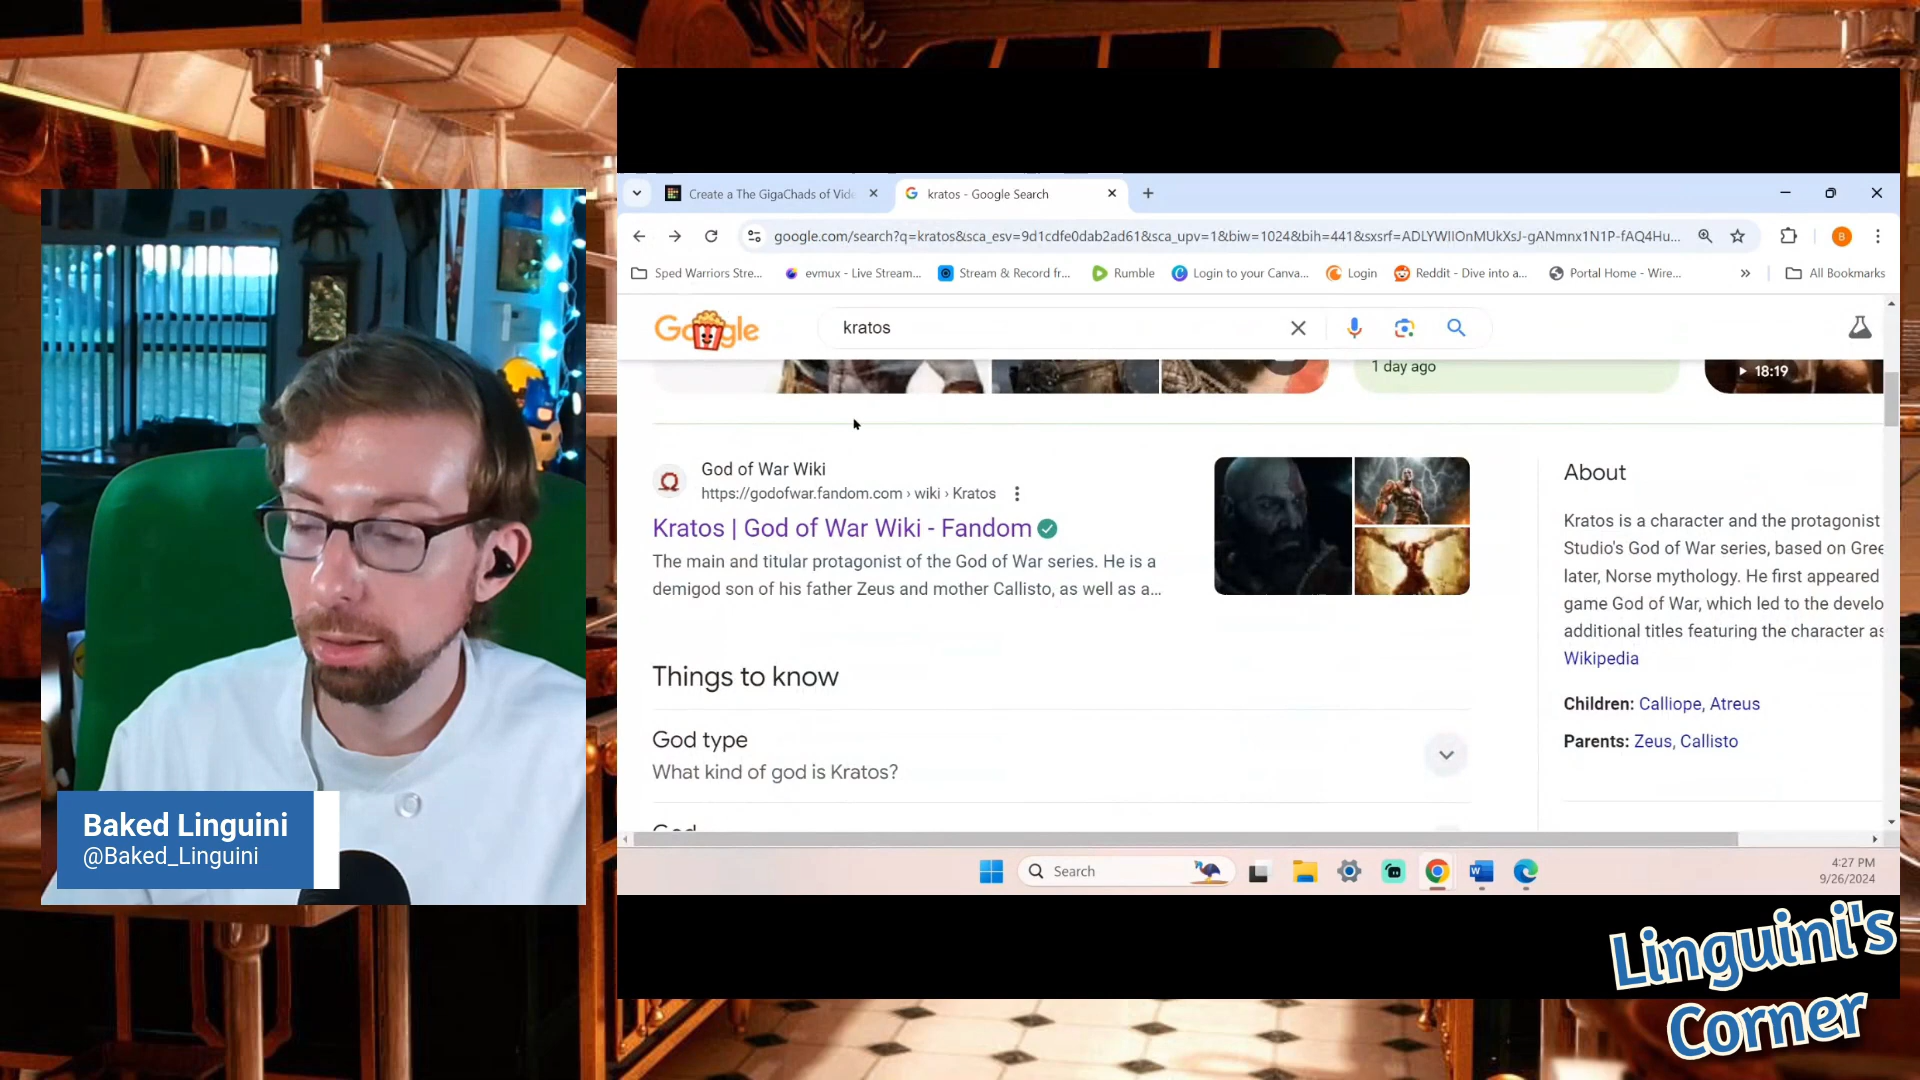 Create a The GigaChads of Vide
kratos - Google Search
google.com/search?q=kratos&sca_esv=9d1cdfe0dab2ad61&sca_upv=1&biw=1024&bih=441&sxsrf=ADLYWIIOnMUkXsJ-gANmnx1N1P-fAQ4Hu...
Sped Warriors Stre...
evmux - Live Stream...
Stream & Record fr...
Rumble
Login to your Canva...
Login
Reddit - Dive into a...
Portal Home - Wire...
All Bookmarks
Google
kratos
1 day ago
18:19
God of War Wiki
https://godofwar.fandom.com › wiki › Kratos
Kratos | God of War Wiki - Fandom
The main and titular protagonist of the God of War series. He is a
demigod son of his father Zeus and mother Callisto, as well as a...
Things to know
God type
What kind of god is Kratos?
About
Kratos is a character and the protagonist
Studio's God of War series, based on Gree
later, Norse mythology. He first appeared
game God of War, which led to the develo
additional titles featuring the character as
Wikipedia
Children: Calliope, Atreus
Parents: Zeus, Callisto
Search
4:27 PM
9/26/2024
Baked Linguini
@Baked_Linguini
Linguini's
Corner